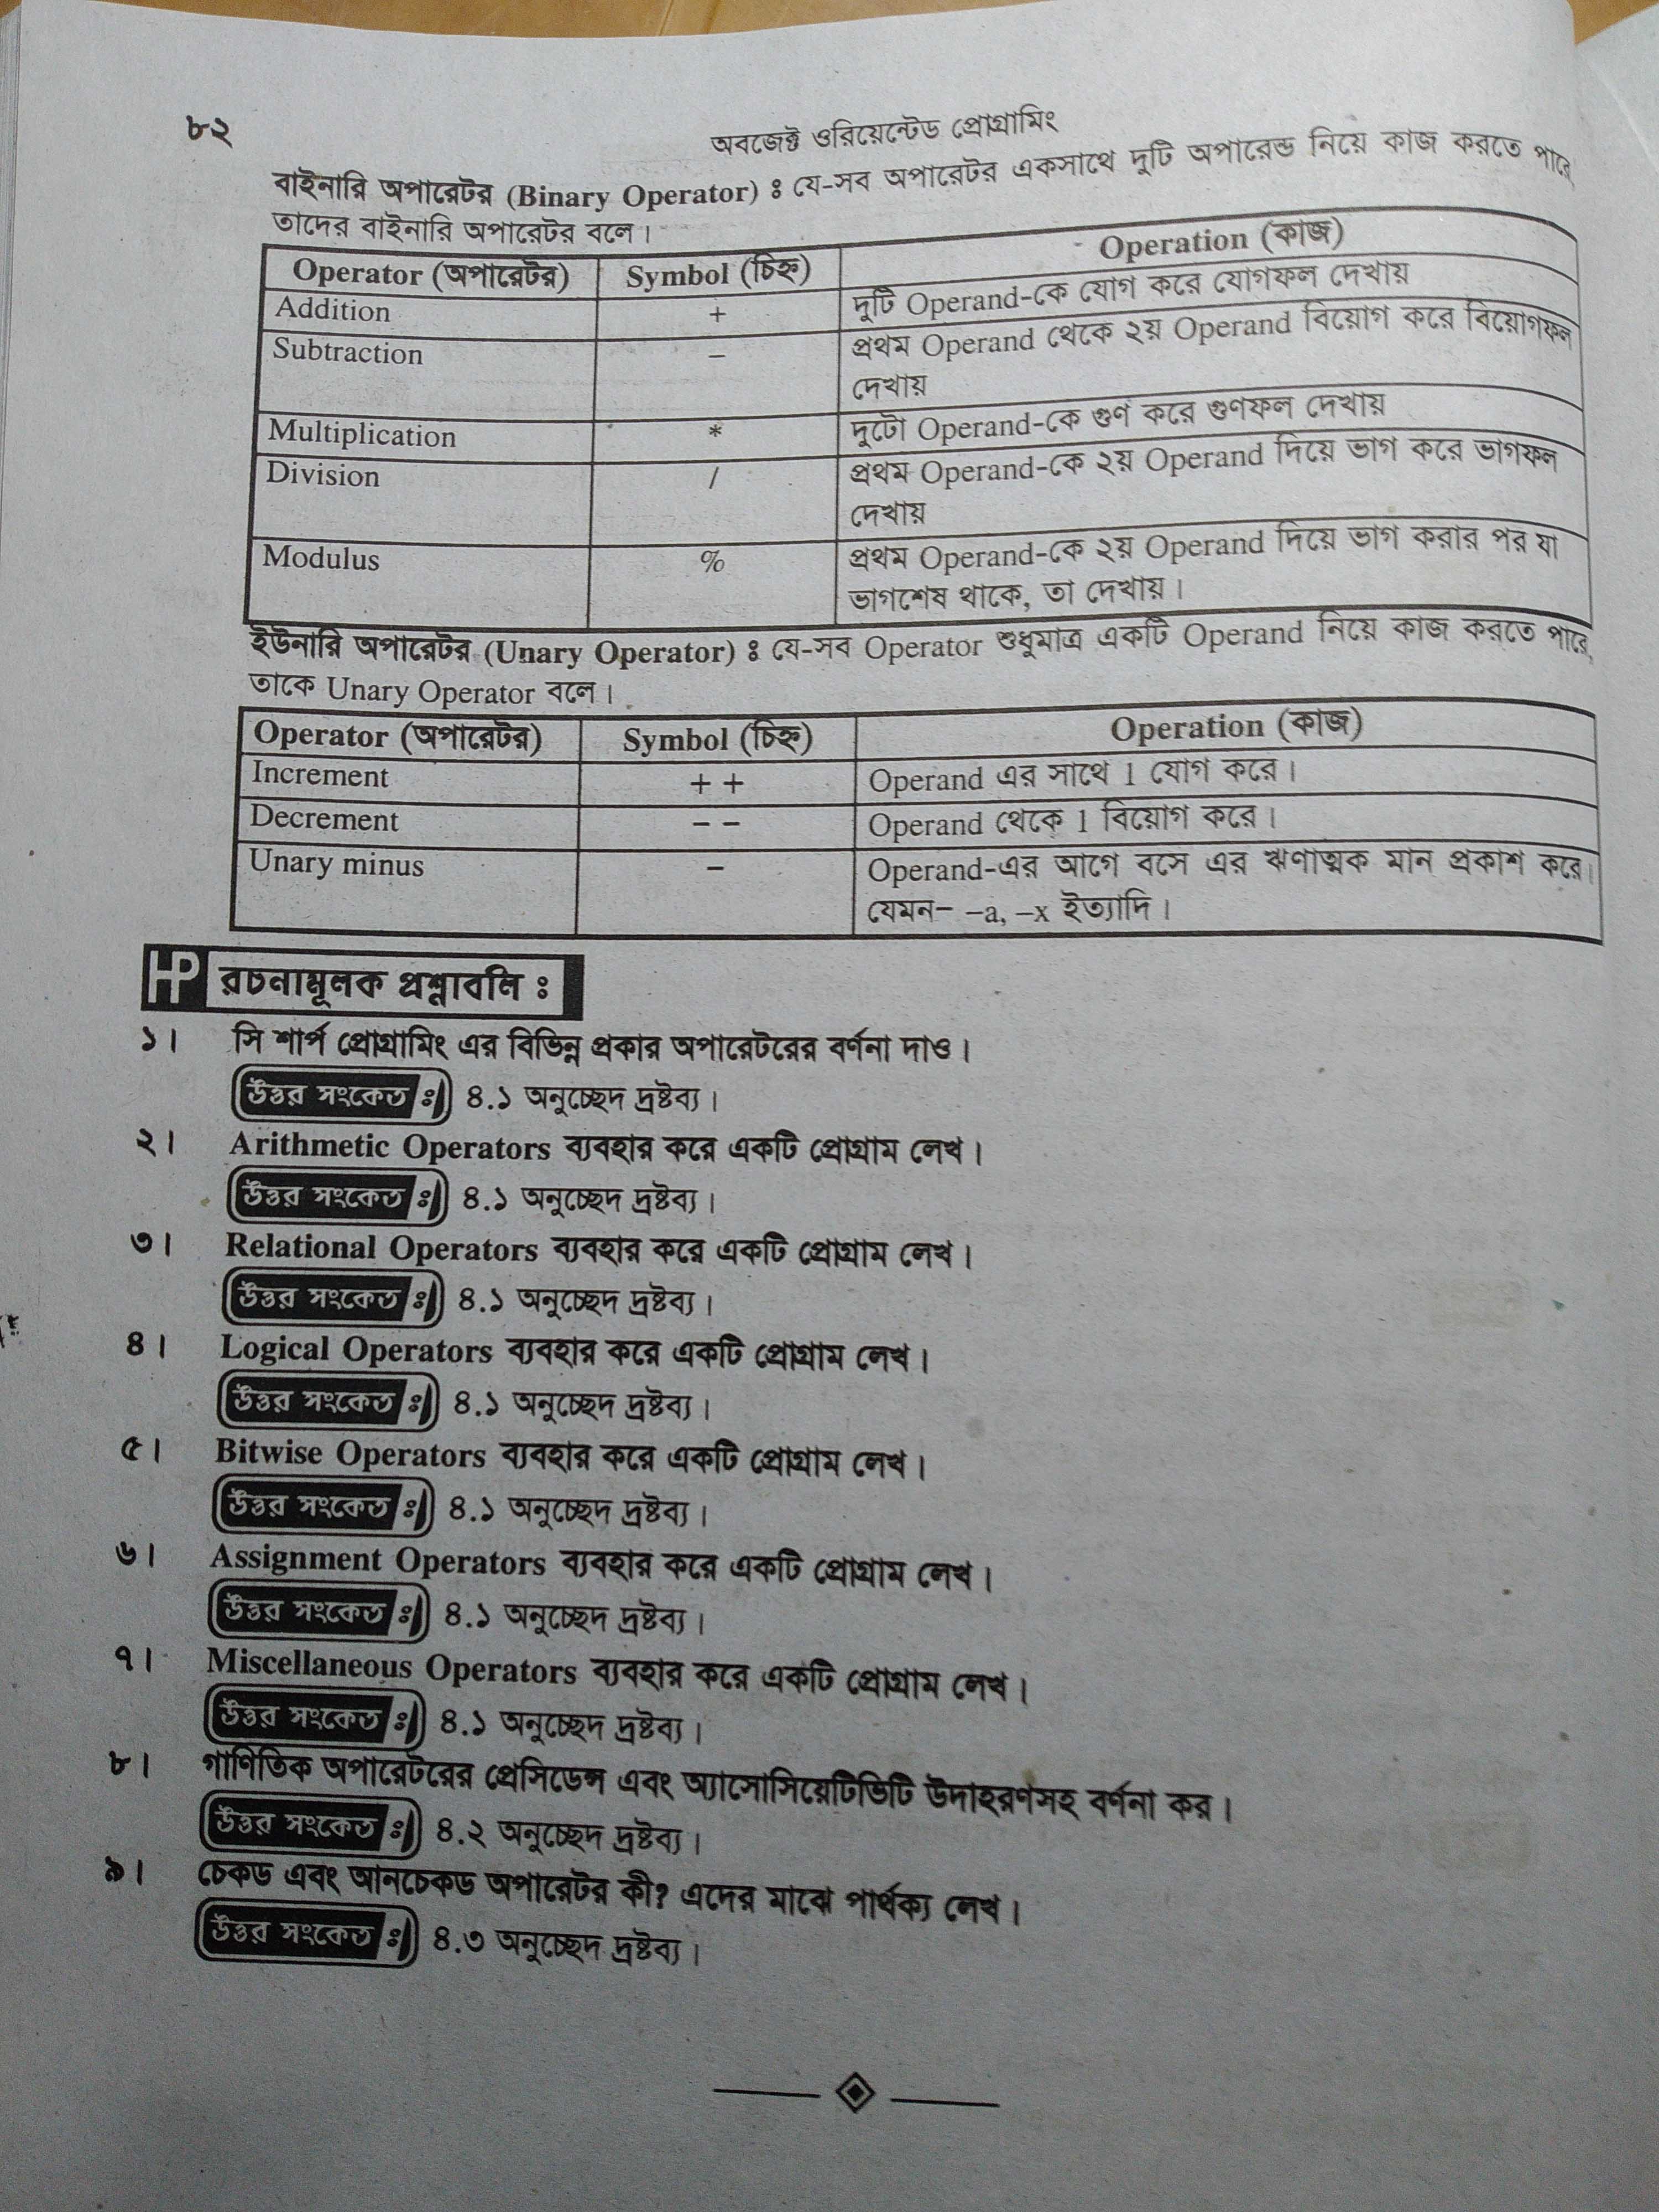 ৮২
অবজেক্ট ওরিয়েন্টেড প্রোগ্রামিং
বাইনারি অপারেটর (Binary Operator) ঃ যে-সব অপারেটর একসাথে দুটি অপারেন্ড নিয়ে কাজ করতে পারে,
তাদের বাইনারি অপারেটর বলে।
Operator (অপারেটর) Symbol (চিহ্ন) Operation (কাজ)
Addition + দুটি Operand-কে যোগ করে যোগফল দেখায়
Subtraction – প্রথম Operand থেকে ২য় Operand বিয়োগ করে বিয়োগফল
দেখায়
Multiplication * দুটো Operand-কে গুণ করে গুণফল দেখায়
Division / প্রথম Operand-কে ২য় Operand দিয়ে ভাগ করে ভাগফল
দেখায়
Modulus % প্রথম Operand-কে ২য় Operand দিয়ে ভাগ করার পর যা
ভাগশেষ থাকে, তা দেখায়।
ইউনারি অপারেটর (Unary Operator) ঃ যে-সব Operator শুধুমাত্র একটি Operand নিয়ে কাজ করতে পারে,
তাকে Unary Operator বলে।
Operator (অপারেটর) Symbol (চিহ্ন) Operation (কাজ)
Increment + + Operand এর সাথে 1 যোগ করে।
Decrement – – Operand থেকে 1 বিয়োগ করে।
Unary minus – Operand-এর আগে বসে এর ঋণাত্মক মান প্রকাশ করে।
যেমন– –a, –x ইত্যাদি।
HP রচনামূলক প্রশ্নাবলি ঃ
১। সি শার্প প্রোগ্রামিং এর বিভিন্ন প্রকার অপারেটরের বর্ণনা দাও।
উত্তর সংকেত ঃ ৪.১ অনুচ্ছেদ দ্রষ্টব্য।
২। Arithmetic Operators ব্যবহার করে একটি প্রোগ্রাম লেখ।
উত্তর সংকেত ঃ ৪.১ অনুচ্ছেদ দ্রষ্টব্য।
৩। Relational Operators ব্যবহার করে একটি প্রোগ্রাম লেখ।
উত্তর সংকেত ঃ ৪.১ অনুচ্ছেদ দ্রষ্টব্য।
৪। Logical Operators ব্যবহার করে একটি প্রোগ্রাম লেখ।
উত্তর সংকেত ঃ ৪.১ অনুচ্ছেদ দ্রষ্টব্য।
৫। Bitwise Operators ব্যবহার করে একটি প্রোগ্রাম লেখ।
উত্তর সংকেত ঃ ৪.১ অনুচ্ছেদ দ্রষ্টব্য।
৬। Assignment Operators ব্যবহার করে একটি প্রোগ্রাম লেখ।
উত্তর সংকেত ঃ ৪.১ অনুচ্ছেদ দ্রষ্টব্য।
৭। Miscellaneous Operators ব্যবহার করে একটি প্রোগ্রাম লেখ।
উত্তর সংকেত ঃ ৪.১ অনুচ্ছেদ দ্রষ্টব্য।
৮। গাণিতিক অপারেটরের প্রেসিডেন্স এবং অ্যাসোসিয়েটিভিটি উদাহরণসহ বর্ণনা কর।
উত্তর সংকেত ঃ ৪.২ অনুচ্ছেদ দ্রষ্টব্য।
৯। চেকড এবং আনচেকড অপারেটর কী? এদের মাঝে পার্থক্য লেখ।
উত্তর সংকেত ঃ ৪.৩ অনুচ্ছেদ দ্রষ্টব্য।